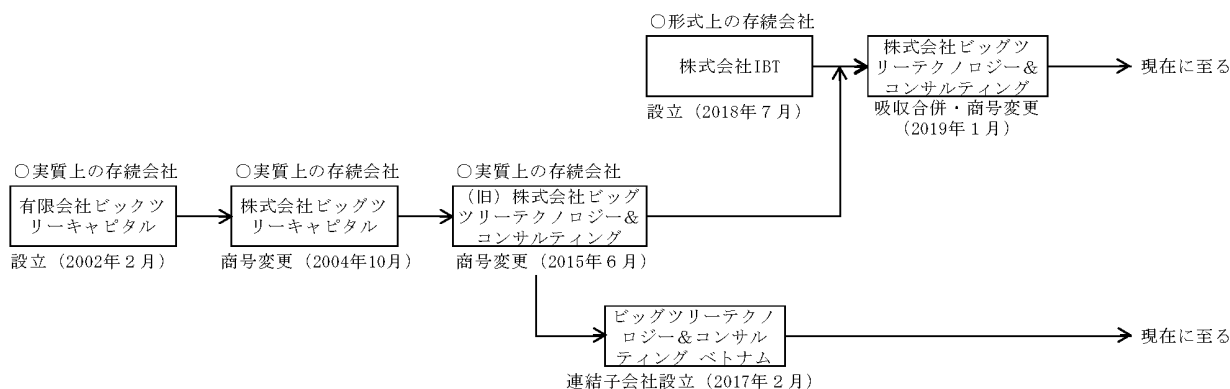 ○形式上の存続会社
株式会社IBT
設立（2018年７月）
株式会社ビッグツ
リーテクノロジー＆
コンサルティング
吸収合併・商号変更
（2019年１月）
現在に至る
○実質上の存続会社
有限会社ビックツ
リーキャピタル
設立（2002年２月）
○実質上の存続会社
株式会社ビッグツ
リーキャピタル
商号変更（2004年10月）
○実質上の存続会社
（旧）株式会社ビッグ
ツリーテクノロジー＆
コンサルティング
商号変更（2015年６月）
ビッグツリーテクノ
ロジー＆コンサル
ティング ベトナム
連結子会社設立（2017年２月）
現在に至る